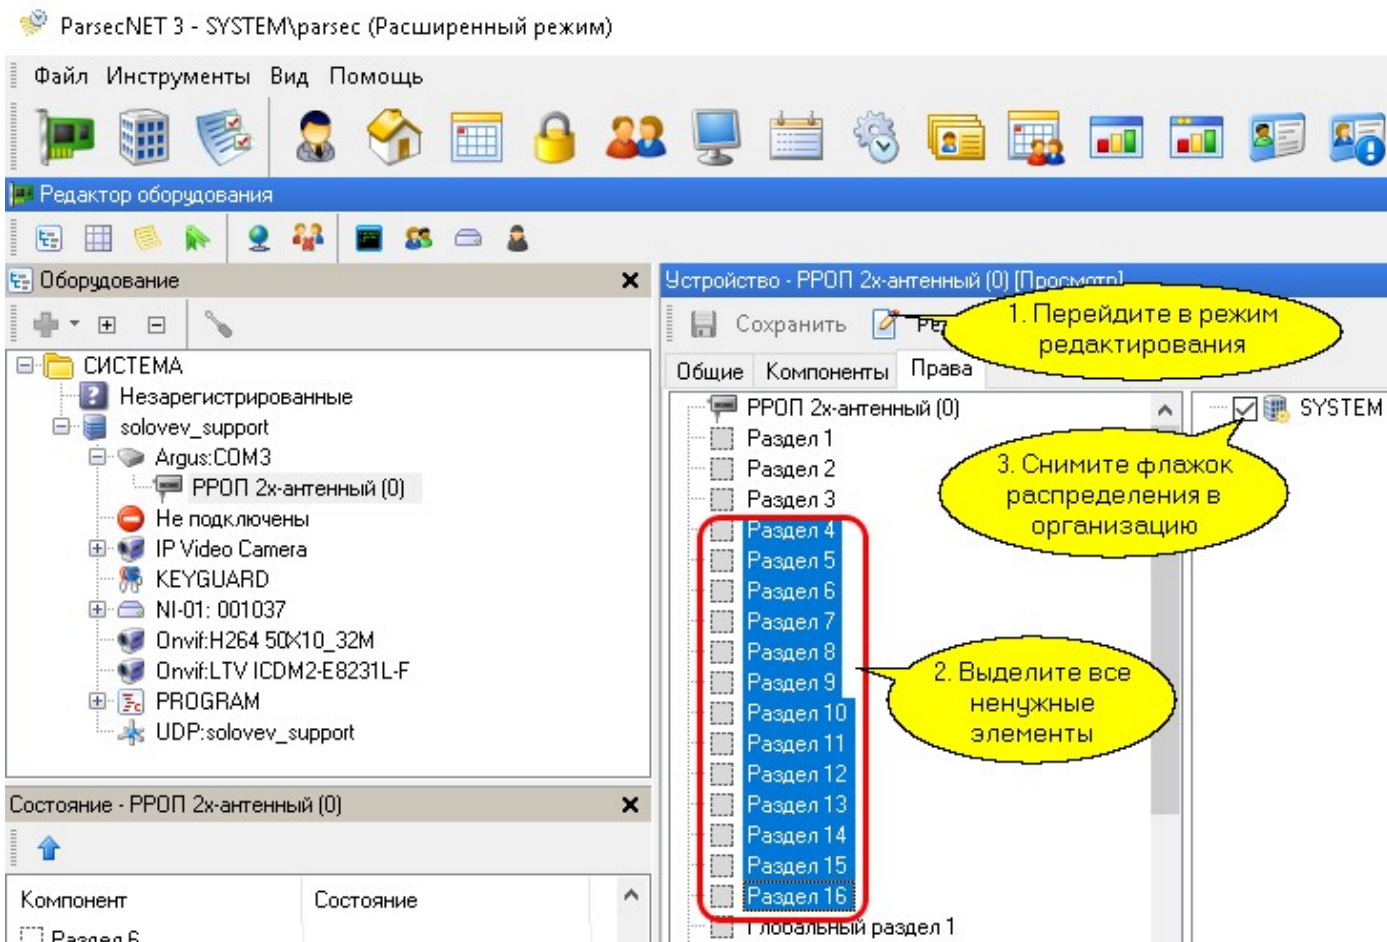 ParsecNET 3 - SYSTEM\parsec (Расширенный режим)
Файл Инструменты Вид Помощь
Редактор оборудования
Оборудование
СИСТЕМА
Незарегистрированные
solovev_support
Argus:COM3
РРОП 2х-антенный (0)
Не подключены
IP Video Camera
KEYGUARD
NI-01: 001037
Onvif:H264 50X10_32M
Onvif:LTV ICDM2-E8231L-F
PROGRAM
UDP:solovev_support
Состояние - РРОП 2х-антенный (0)
Компонент Состояние
Раздел 6
Устройство - РРОП 2х-антенный (0) [Просмотр]
Сохранить
1. Перейдите в режим
редактирования
Общие Компоненты Права
РРОП 2х-антенный (0)
Раздел 1
Раздел 2
Раздел 3
Раздел 4
Раздел 5
Раздел 6
Раздел 7
Раздел 8
Раздел 9
Раздел 10
Раздел 11
Раздел 12
Раздел 13
Раздел 14
Раздел 15
Раздел 16
Глобальный раздел 1
SYSTEM
3. Снимите флажок
распределения в
организацию
2. Выделите все
ненужные
элементы